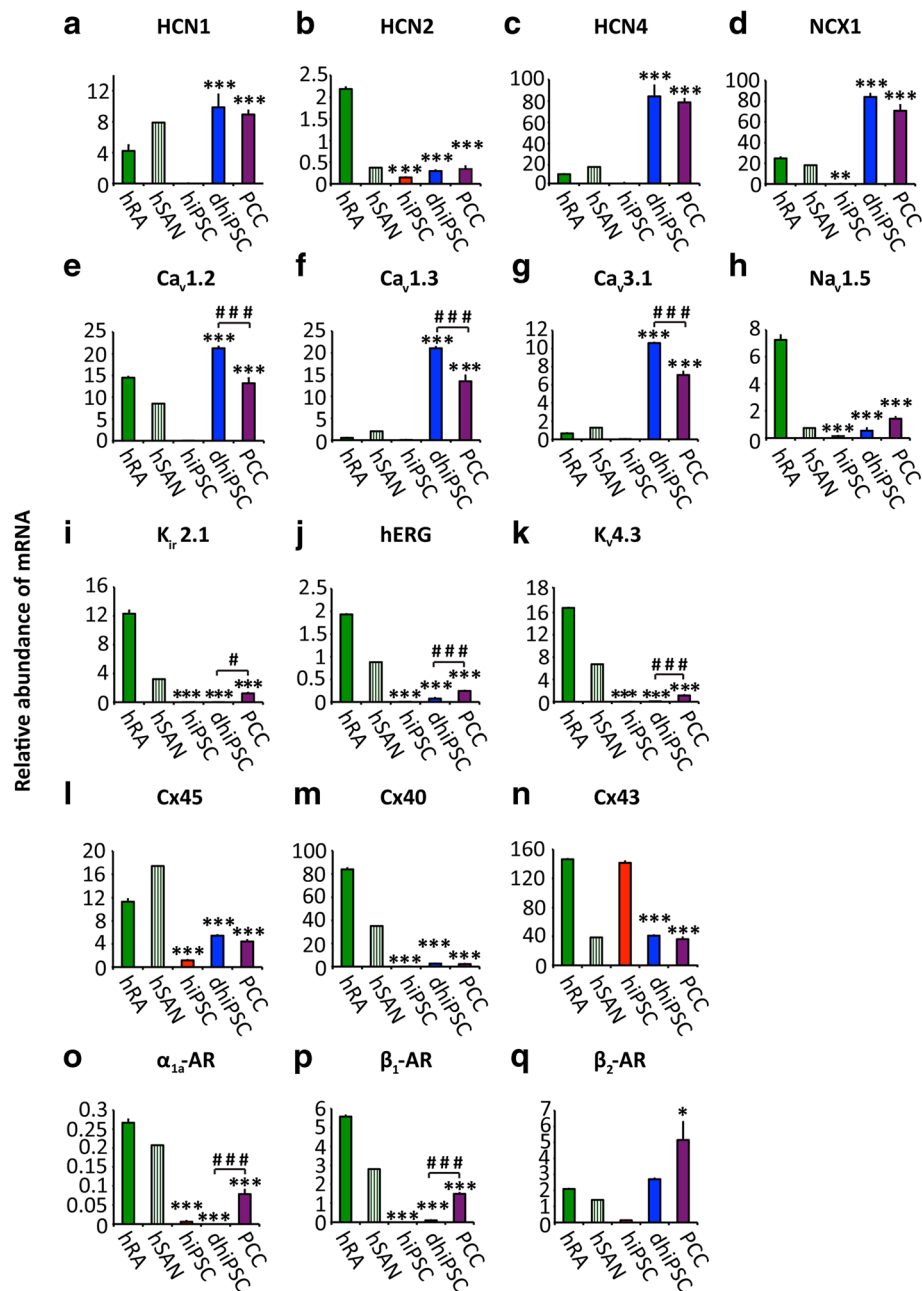 Relative abundance of mRNA
a HCN1
12
***
***
8
4
0
hRA hSAN hiPSC dhiPSC PCC
b HCN2
2.5
2
1.5
1
0.5
0
*** *** ***
hRA hSAN hiPSC dhiPSC PCC
c HCN4
100
80
60
40
20
0
*** ***
hRA hSAN hiPSC dhiPSC PCC
d NCX1
100
80
60
40
20
0
** *** ***
hRA hSAN hiPSC dhiPSC PCC
e Cav1.2
25
20
15
10
5
0
###
*** ***
hRA hSAN hiPSC dhiPSC PCC
f Cav1.3
25
20
15
10
5
0
###
*** ***
hRA hSAN hiPSC dhiPSC PCC
g Cav3.1
12
10
8
6
4
2
0
###
*** ***
hRA hSAN hiPSC dhiPSC PCC
h Nav1.5
8
6
4
2
0
*** *** ***
hRA hSAN hiPSC dhiPSC PCC
i Kir2.1
16
12
8
4
0
#
*** *** ***
hRA hSAN hiPSC dhiPSC PCC
j hERG
2.5
2
1.5
1
0.5
0
###
*** *** ***
hRA hSAN hiPSC dhiPSC PCC
k Kv4.3
18
16
12
8
4
0
###
*** *** ***
hRA hSAN hiPSC dhiPSC PCC
l Cx45
20
16
12
8
4
0
*** *** ***
hRA hSAN hiPSC dhiPSC PCC
m Cx40
100
80
60
40
20
0
*** *** ***
hRA hSAN hiPSC dhiPSC PCC
n Cx43
160
120
80
40
0
*** ***
hRA hSAN hiPSC dhiPSC PCC
o α1a-AR
0.3
0.25
0.2
0.15
0.1
0.05
0
###
*** *** ***
hRA hSAN hiPSC dhiPSC PCC
p β1-AR
6
5
4
3
2
1
0
###
*** *** ***
hRA hSAN hiPSC dhiPSC PCC
q β2-AR
7
6
5
4
3
2
1
0
*
hRA hSAN hiPSC dhiPSC PCC